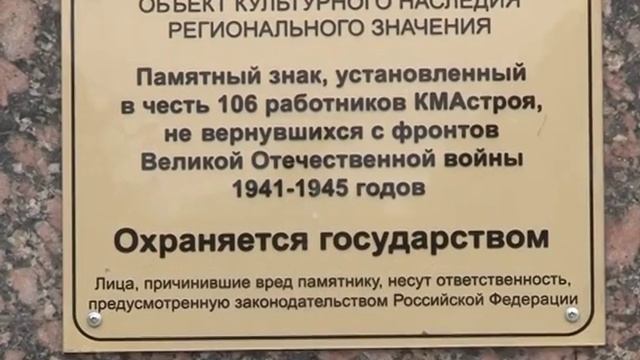 ОБЪЕКТ КУЛЬТУРНОГО НАСЛЕДИЯ
РЕГИОНАЛЬНОГО ЗНАЧЕНИЯ
Памятный знак, установленный
в честь 106 работников КМАстроя,
не вернувшихся с фронтов
Великой Отечественной войны
1941-1945 годов
Охраняется государством
Лица, причинившие вред памятнику, несут ответственность,
предусмотренную законодательством Российской Федерации